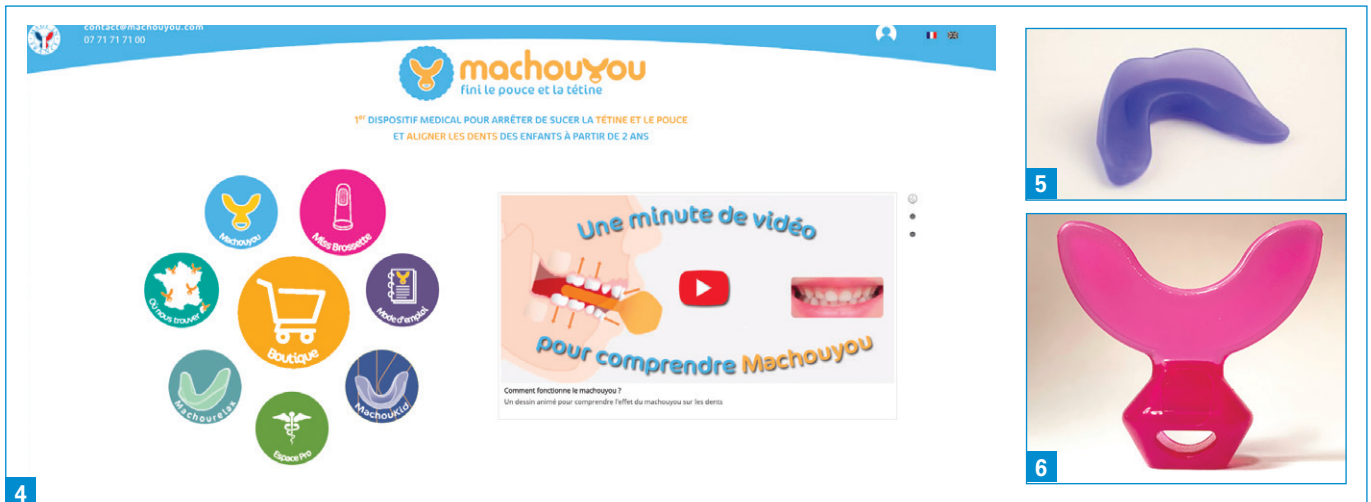 contact@machouyou.com
07 71 71 71 00
machouyou
fini le pouce et la tétine
1er DISPOSITIF MEDICAL POUR ARRÊTER DE SUCER LA TÉTINE ET LE POUCE
ET ALIGNER LES DENTS DES ENFANTS À PARTIR DE 2 ANS
Machouyou
Miss Brossette
Où nous trouver
Boutique
Mode d'emploi
Machourelax
MachouKid
Espace Pro
Une minute de vidéo
pour comprendre Machouyou
Comment fonctionne le machouyou ?
Un dessin animé pour comprendre l'effet du machouyou sur les dents
4
5
6